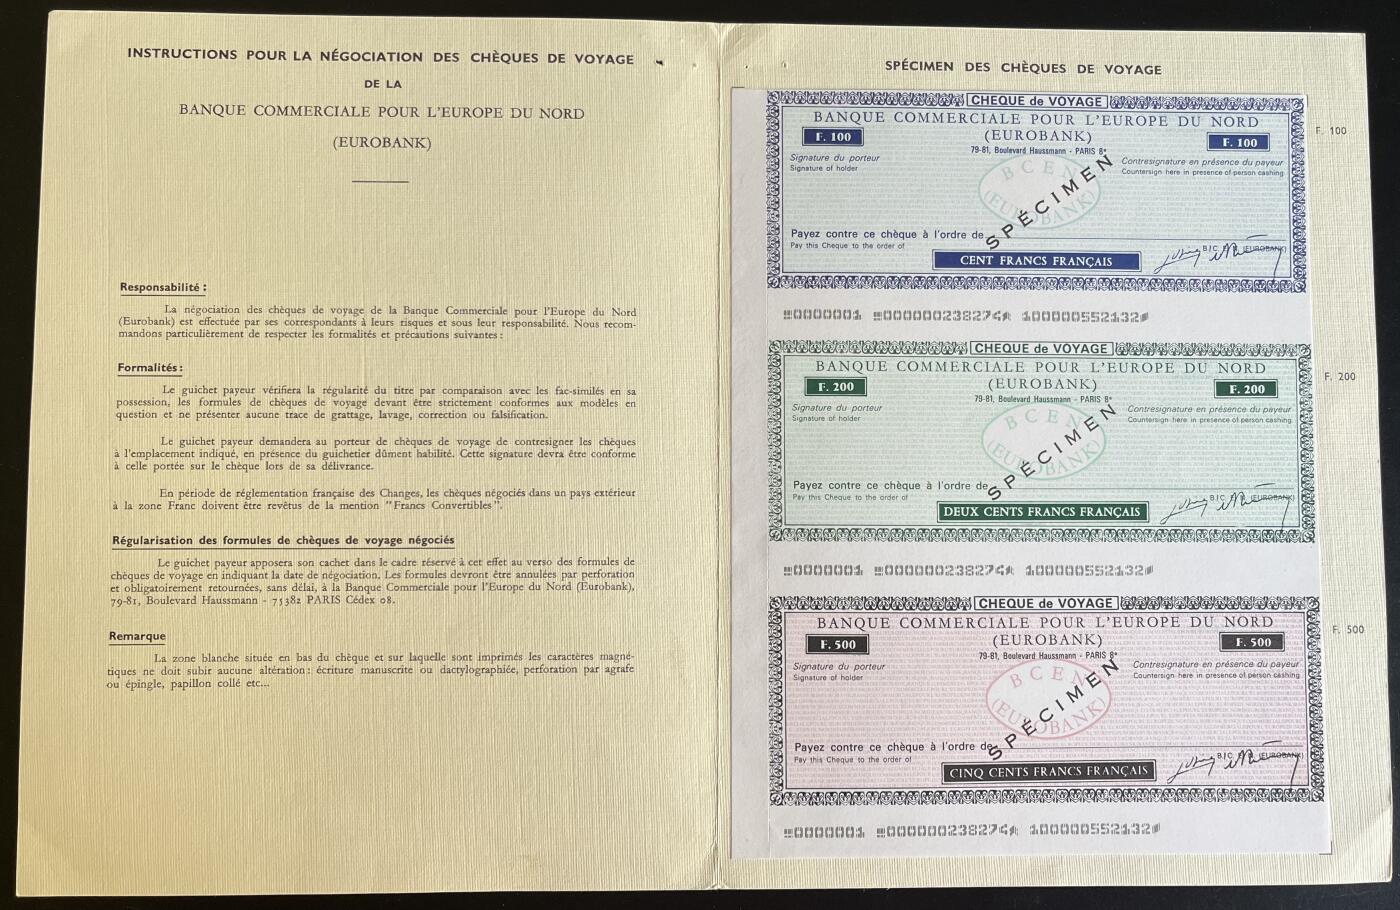 INSTRUCTIONS POUR LA NÉGOCIATION DES CHÈQUES DE VOYAGE
DE LA
BANQUE COMMERCIALE POUR L'EUROPE DU NORD
(EUROBANK)
Responsabilité :
La négociation des chèques de voyage de la Banque Commerciale pour l'Europe du Nord
(Eurobank) est effectuée par ses correspondants à leurs risques et sous leur responsabilité. Nous recom-
mandons particulièrement de respecter les formalités et précautions suivantes :
Formalités :
Le guichet payeur vérifiera la régularité du titre par comparaison avec les fac-similés en sa
possession, les formules de chèques de voyage devant être strictement conformes aux modèles en
question et ne présenter aucune trace de grattage, lavage, correction ou falsification.
Le guichet payeur demandera au porteur de chèques de voyage de contresigner les chèques
à l'emplacement indiqué, en présence du guichetier dûment habilité. Cette signature devra être conforme
à celle portée sur le chèque lors de sa délivrance.
En période de réglementation française des Changes, les chèques négociés dans un pays extérieur
à la zone Franc doivent être revêtus de la mention "Francs Convertibles".
Régularisation des formules de chèques de voyage négociés
Le guichet payeur apposera son cachet dans le cadre réservé à cet effet au verso des formules de
chèques de voyage en indiquant la date de négociation. Les formules devront être annulées par perforation
et obligatoirement retournées, sans délai, à la Banque Commerciale pour l'Europe du Nord (Eurobank),
79-81, Boulevard Haussmann - 75382 PARIS Cédex 08.
Remarque
La zone blanche située en bas du chèque et sur laquelle sont imprimés les caractères magné-
tiques ne doit subir aucune altération : écriture manuscrite ou dactylographiée, perforation par agrafe
ou épingle, papillon collé etc...
SPÉCIMEN DES CHÈQUES DE VOYAGE
CHEQUE de VOYAGE
BANQUE COMMERCIALE POUR L'EUROPE DU NORD
F. 100 (EUROBANK) F. 100
79-81, Boulevard Haussmann - PARIS 8e
Signature du porteur Contresignature en présence du payeur
Signature of holder Countersign here in presence of person cashing
BCEN
(EUROBANK)
SPÉCIMEN
Payez contre ce chèque à l'ordre de
Pay this Cheque to the order of
CENT FRANCS FRANÇAIS
F. 100
0000001 000000238274 100000552132
CHEQUE de VOYAGE
BANQUE COMMERCIALE POUR L'EUROPE DU NORD
F. 200 (EUROBANK) F. 200
79-81, Boulevard Haussmann - PARIS 8e
Signature du porteur Contresignature en présence du payeur
Signature of holder Countersign here in presence of person cashing
BCEN
(EUROBANK)
SPÉCIMEN
Payez contre ce chèque à l'ordre de
Pay this Cheque to the order of
DEUX CENTS FRANCS FRANÇAIS
F. 200
0000001 000000238274 100000552132
CHEQUE de VOYAGE
BANQUE COMMERCIALE POUR L'EUROPE DU NORD
F. 500 (EUROBANK) F. 500
79-81, Boulevard Haussmann - PARIS 8e
Signature du porteur Contresignature en présence du payeur
Signature of holder Countersign here in presence of person cashing
BCEN
(EUROBANK)
SPÉCIMEN
Payez contre ce chèque à l'ordre de
Pay this Cheque to the order of
CINQ CENTS FRANCS FRANÇAIS
F. 500
0000001 000000238274 100000552132